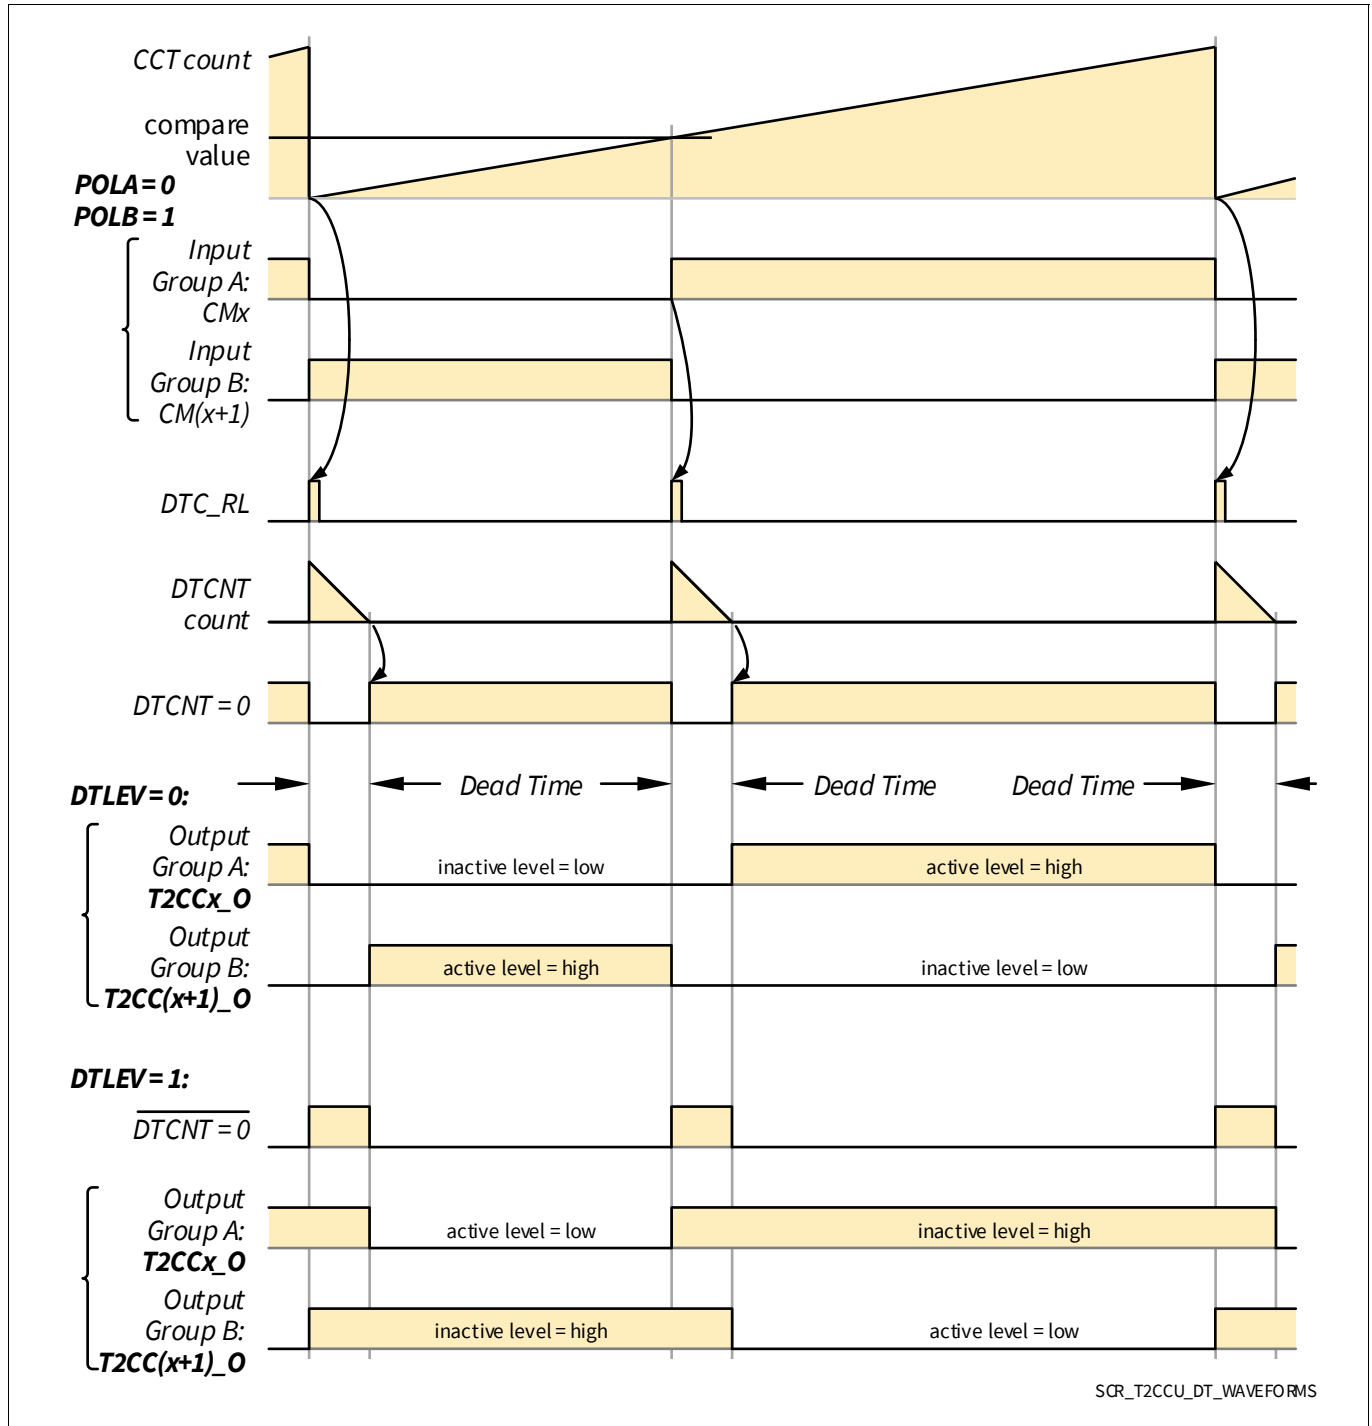 CCT count
compare
value
POLA = 0
POLB = 1
Input
Group A:
CMx
Input
Group B:
CM(x+1)
DTC_RL
DTCNT
count
DTCNT = 0
DTLEV = 0:
Dead Time
Dead Time
Dead Time
Output
Group A:
T2CCx_O
inactive level = low
active level = high
Output
Group B:
T2CC(x+1)_O
active level = high
inactive level = low
DTLEV = 1:
DTCNT = 0
Output
Group A:
T2CCx_O
active level = low
inactive level = high
Output
Group B:
T2CC(x+1)_O
inactive level = high
active level = low
SCR_T2CCU_DT_WAVEFORMS